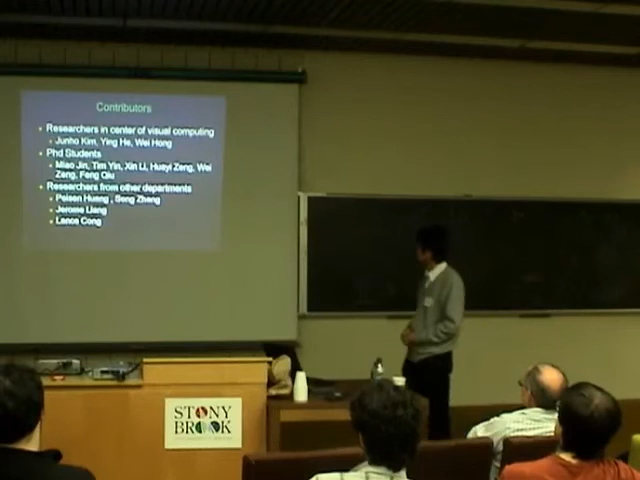 Contributors
Researchers in center of visual computing
Junho Kim, Ying He, Wei Hong
Phd Students
Miao Jin, Tim Yin, Xin Li, Huayi Zeng, Wei
Zeng, Feng Qiu
Researchers from other departments
Peisen Huang , Song Zhang
Jerome Liang
Lance Cong
STONY
BROOK